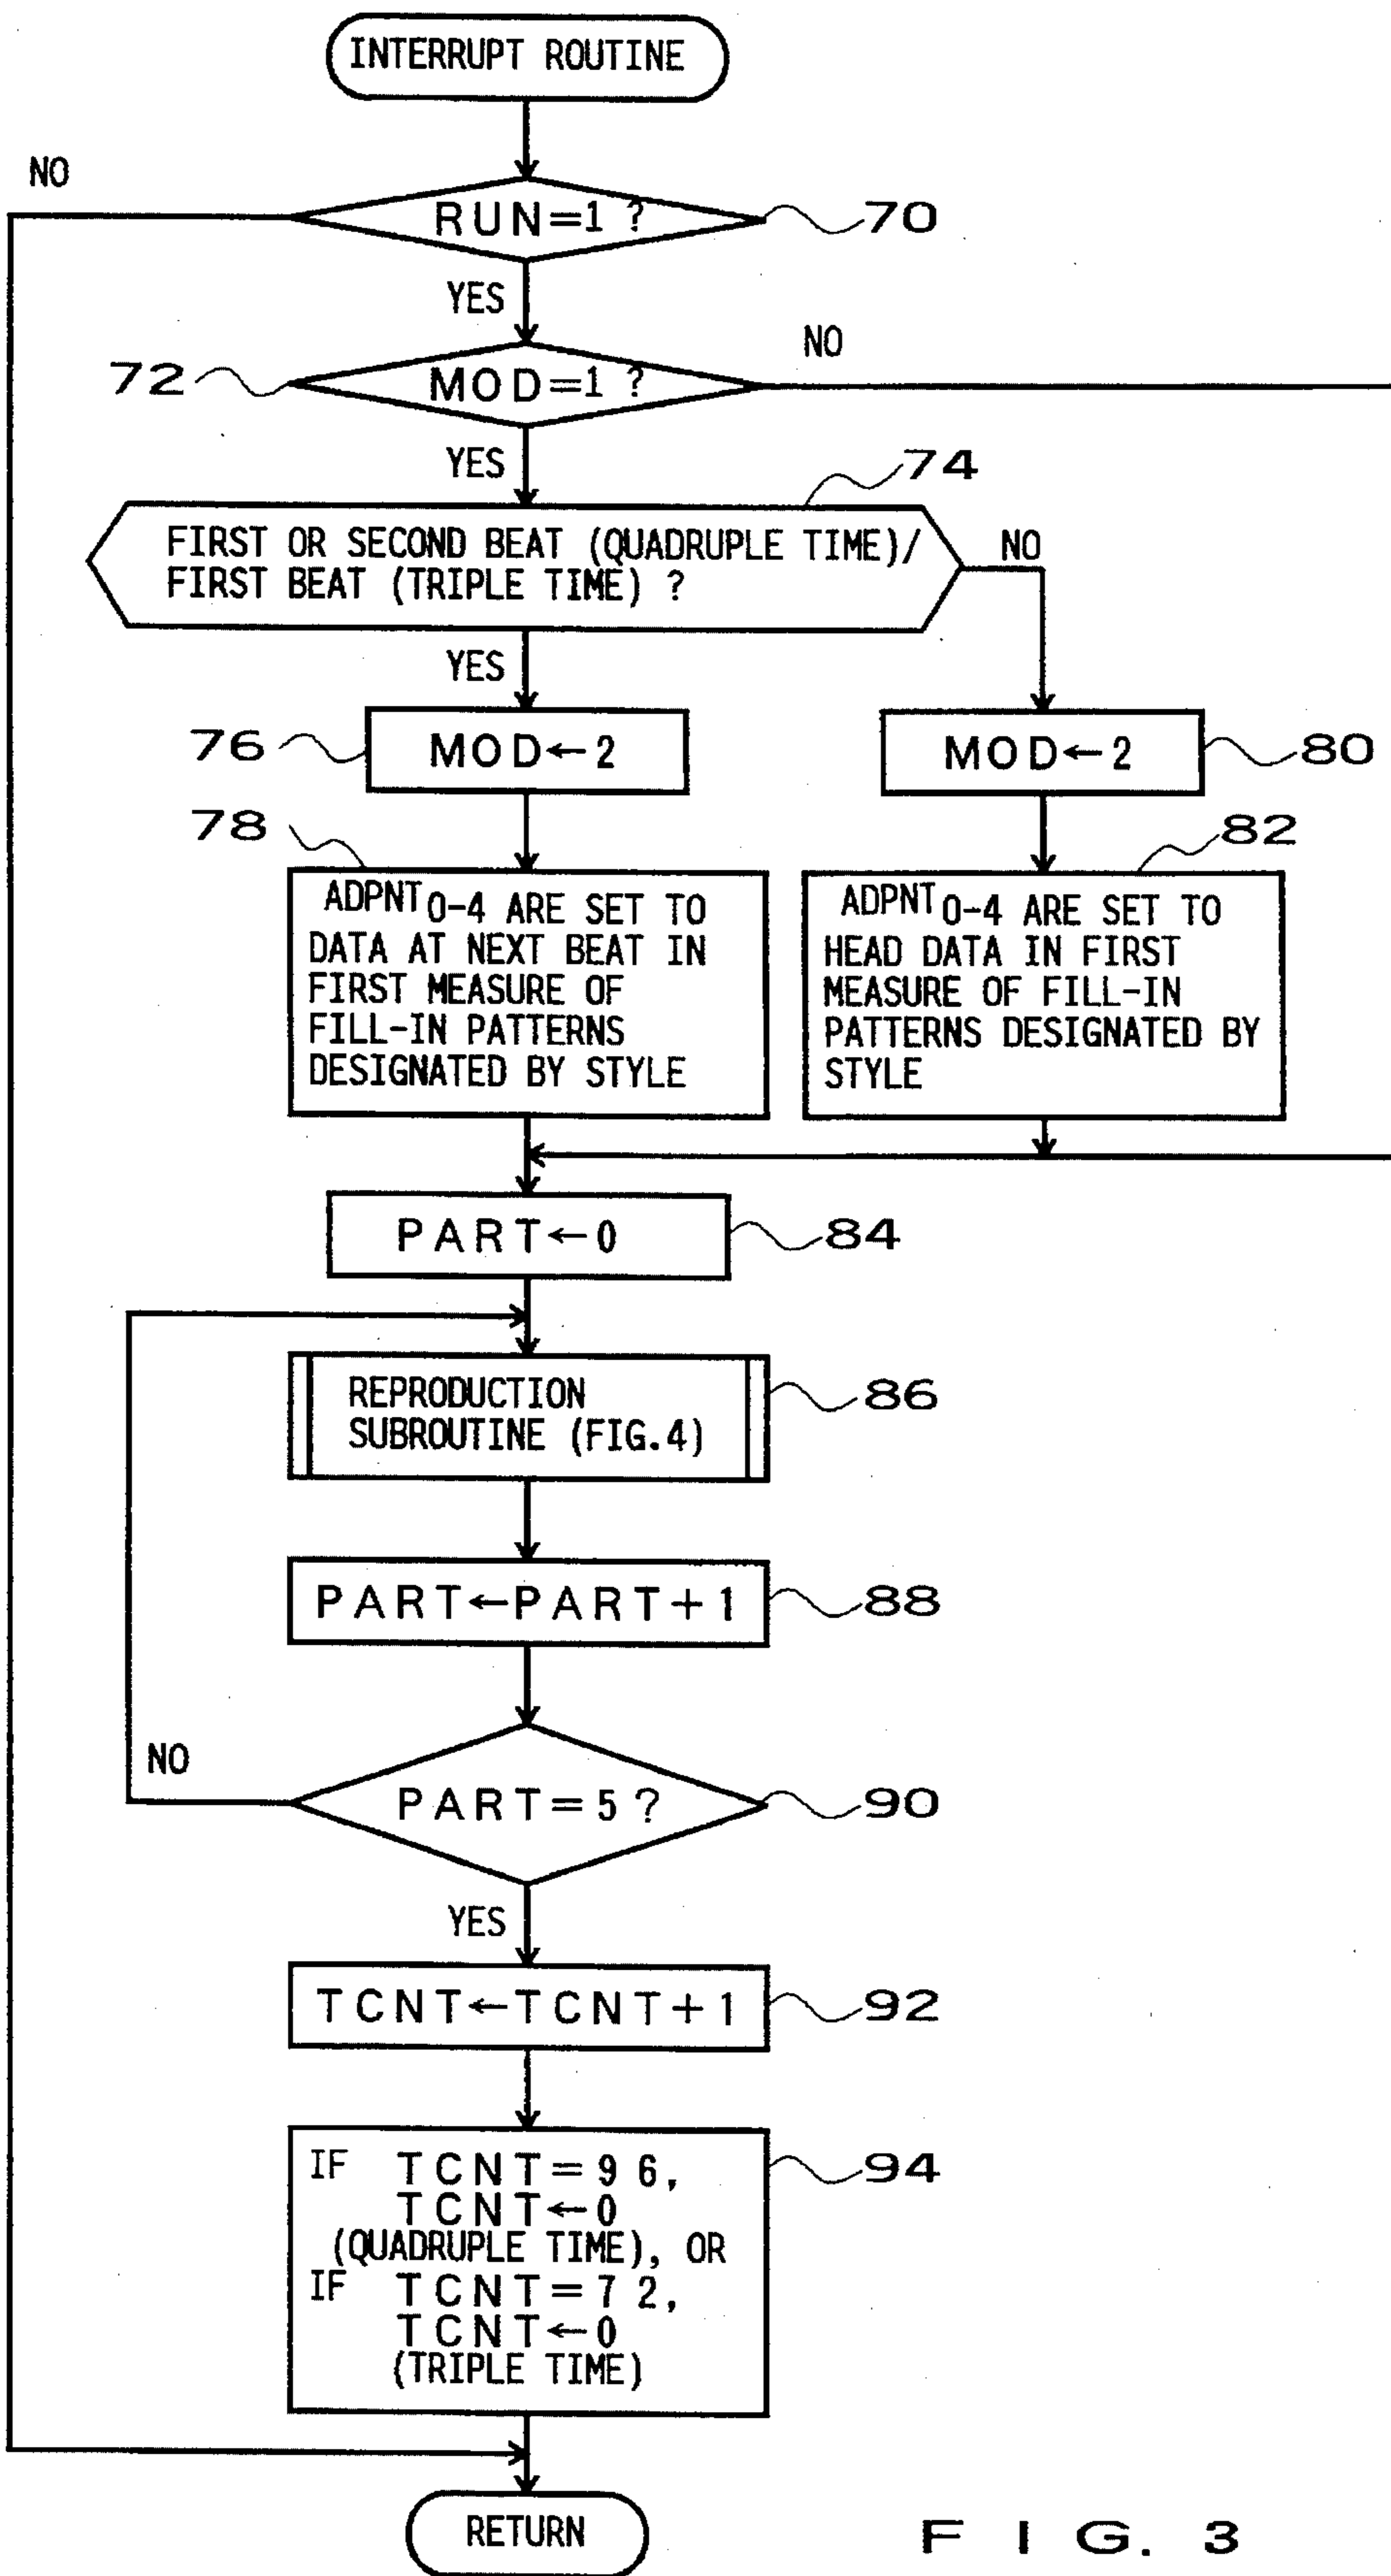 INTERRUPT ROUTINE
NO
RUN=1 ?
70
YES
NO
72
MOD=1 ?
YES
74
FIRST OR SECOND BEAT (QUADRUPLE TIME)/
FIRST BEAT (TRIPLE TIME) ?
NO
YES
76
MOD←2
MOD←2
80
78
82
ADPNT0-4 ARE SET TO
DATA AT NEXT BEAT IN
FIRST MEASURE OF
FILL-IN PATTERNS
DESIGNATED BY STYLE
ADPNT0-4 ARE SET TO
HEAD DATA IN FIRST
MEASURE OF FILL-IN
PATTERNS DESIGNATED BY
STYLE
PART←0
84
REPRODUCTION
SUBROUTINE (FIG.4)
86
PART←PART+1
88
NO
PART=5?
90
YES
TCNT←TCNT+1
92
IF TCNT=96,
TCNT←0
(QUADRUPLE TIME), OR
IF TCNT=72,
TCNT←0
(TRIPLE TIME)
94
RETURN
FIG. 3